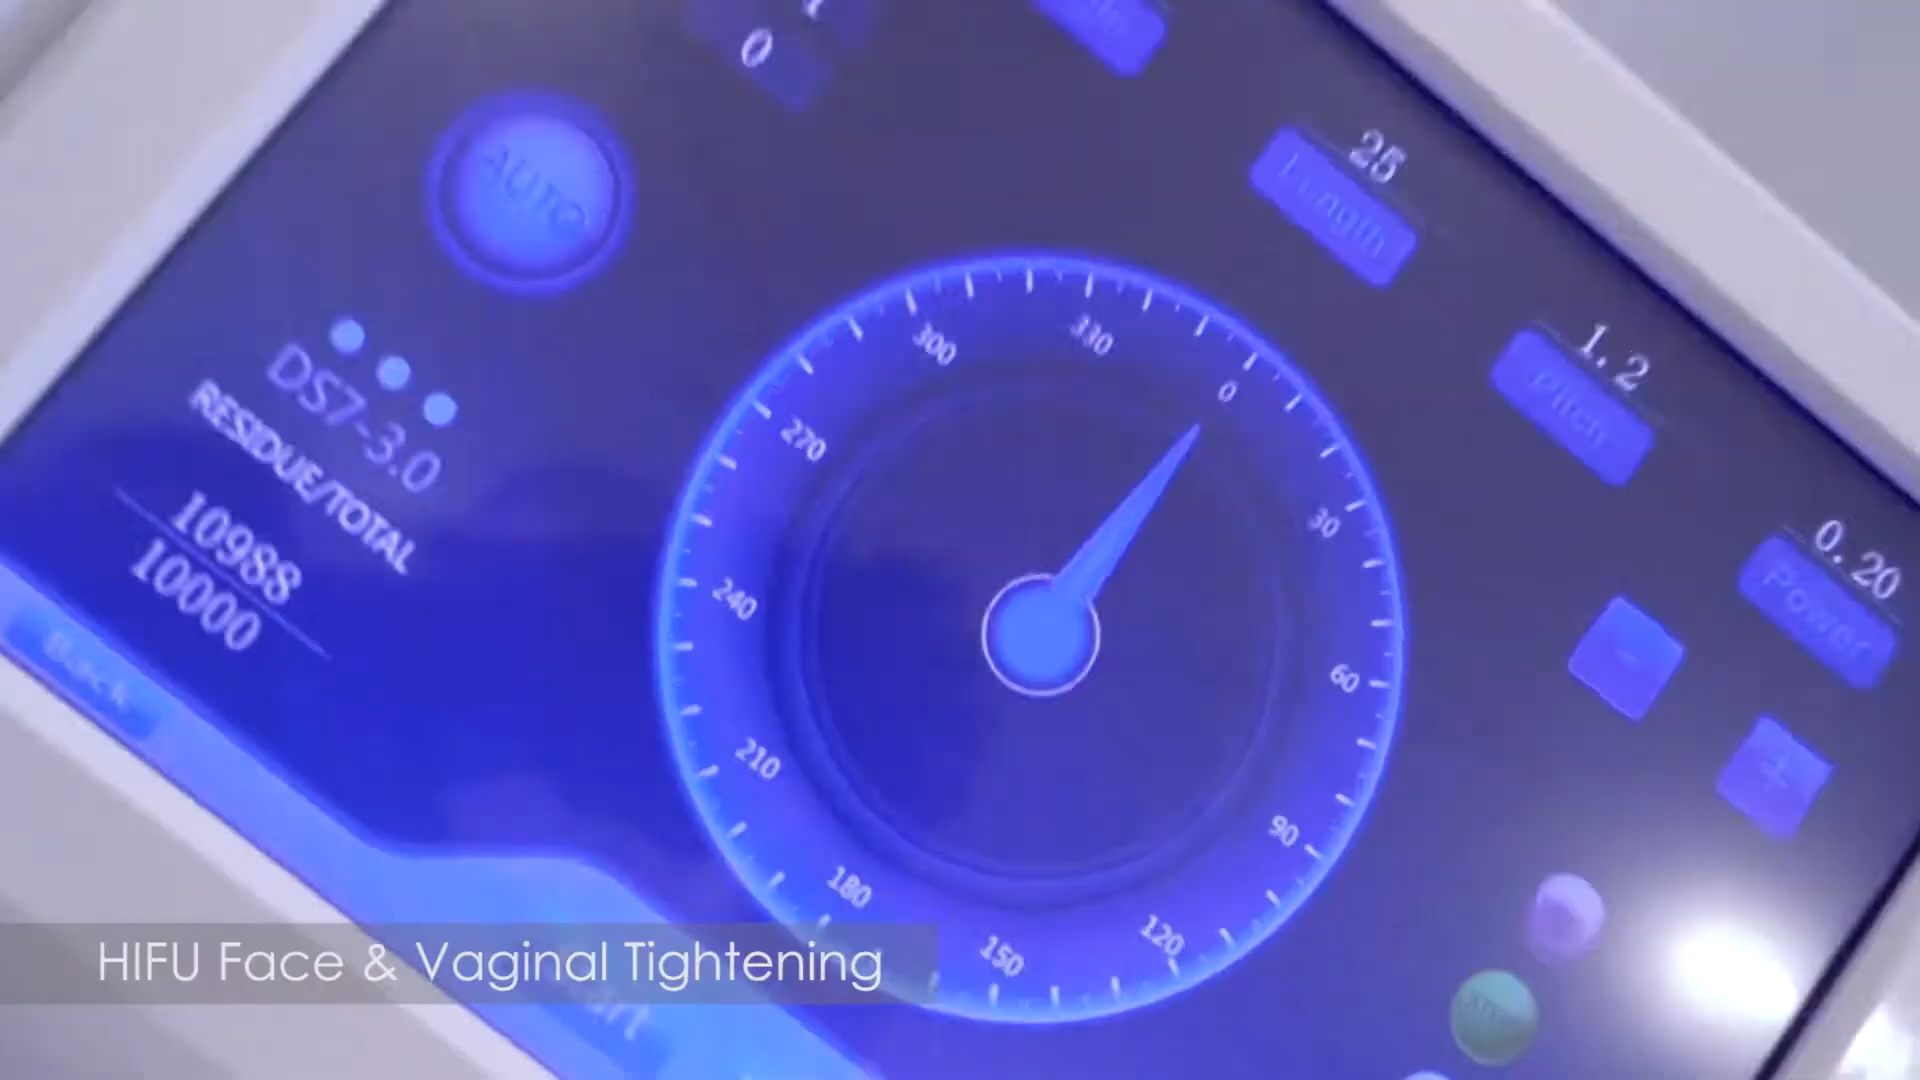 0
AUTO
25
Length
1.2
Pitch
0.20
Power
-
+
DS7-3.0
RESIDUE/TOTAL
10988
10000
0
30
60
90
120
150
180
210
240
270
300
330
Back
HIFU Face & Vaginal Tightening